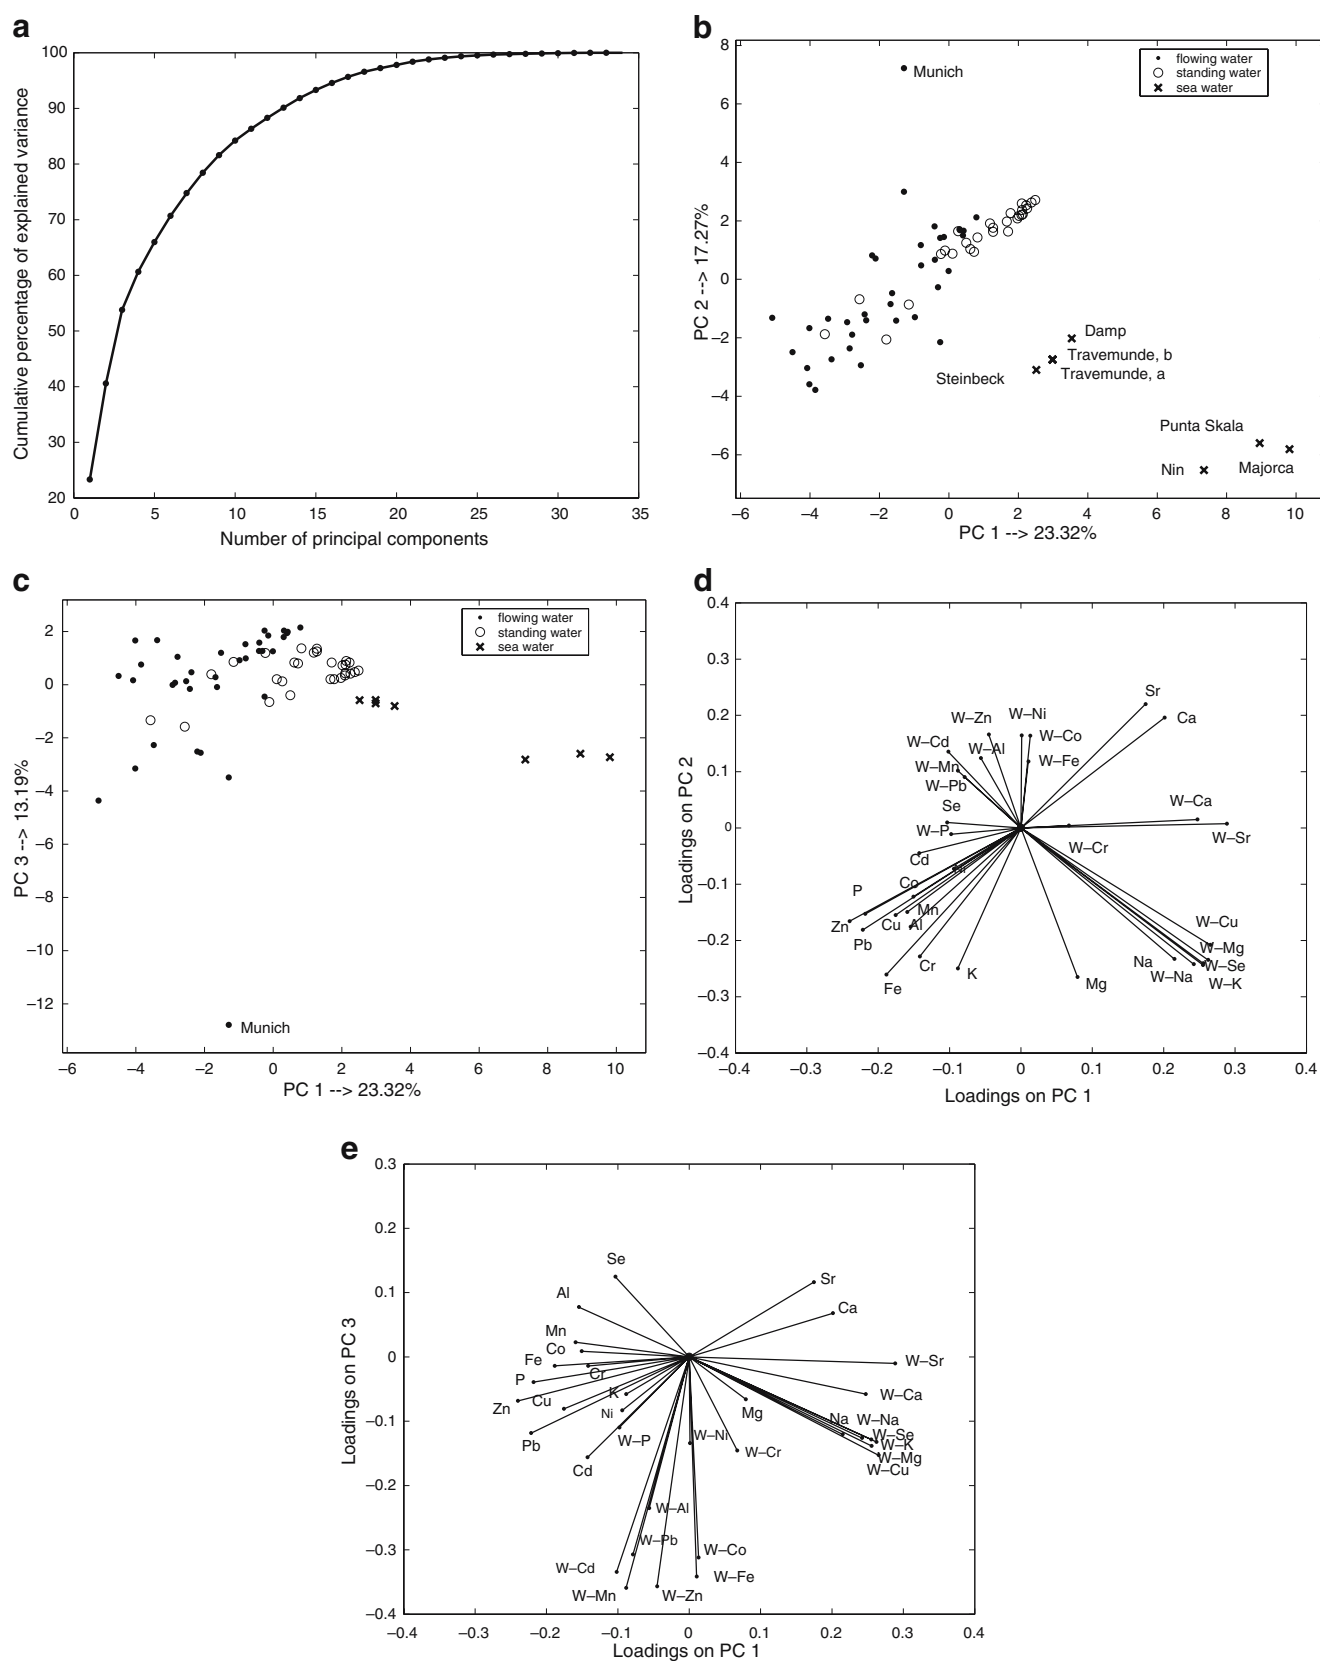 a
100
90
80
70
60
50
40
30
20
0
5
10
15
20
25
30
35
Cumulative percentage of explained variance
Number of principal components
b
8
6
4
2
0
−2
−4
−6
−6
−4
−2
0
2
4
6
8
10
PC 2 --> 17.27%
PC 1 --> 23.32%
flowing water
standing water
sea water
Munich
Damp
Travemunde, b
Travemunde, a
Steinbeck
Punta Skala
Nin
Majorca
c
2
0
−2
−4
−6
−8
−10
−12
−6
−4
−2
0
2
4
6
8
10
PC 3 --> 13.19%
PC 1 --> 23.32%
flowing water
standing water
sea water
Munich
d
0.4
0.3
0.2
0.1
0
−0.1
−0.2
−0.3
−0.4
−0.4
−0.3
−0.2
−0.1
0
0.1
0.2
0.3
0.4
Loadings on PC 2
Loadings on PC 1
Sr
Ca
W−Zn
W−Ni
W−Co
W−Cd
W−Al
W−Fe
W−Mn
W−Pb
Se
W−Ca
W−P
W−Sr
W−Cr
Cd
Ni
Co
P
Mn
Zn
Cu
Al
Pb
Cr
K
Fe
Mg
W−Cu
W−Mg
Na
W−Se
W−Na
W−K
e
0.3
0.2
0.1
0
−0.1
−0.2
−0.3
−0.4
−0.4
−0.3
−0.2
−0.1
0
0.1
0.2
0.3
0.4
Loadings on PC 3
Loadings on PC 1
Se
Al
Sr
Ca
Mn
Co
Fe
Cr
W−Sr
P
K
W−Ca
Zn
Cu
Ni
Mg
Na
W−Na
Pb
W−P
W−Ni
W−Se
W−K
W−Cr
W−Mg
Cd
W−Cu
W−Al
W−Pb
W−Co
W−Cd
W−Fe
W−Mn
W−Zn